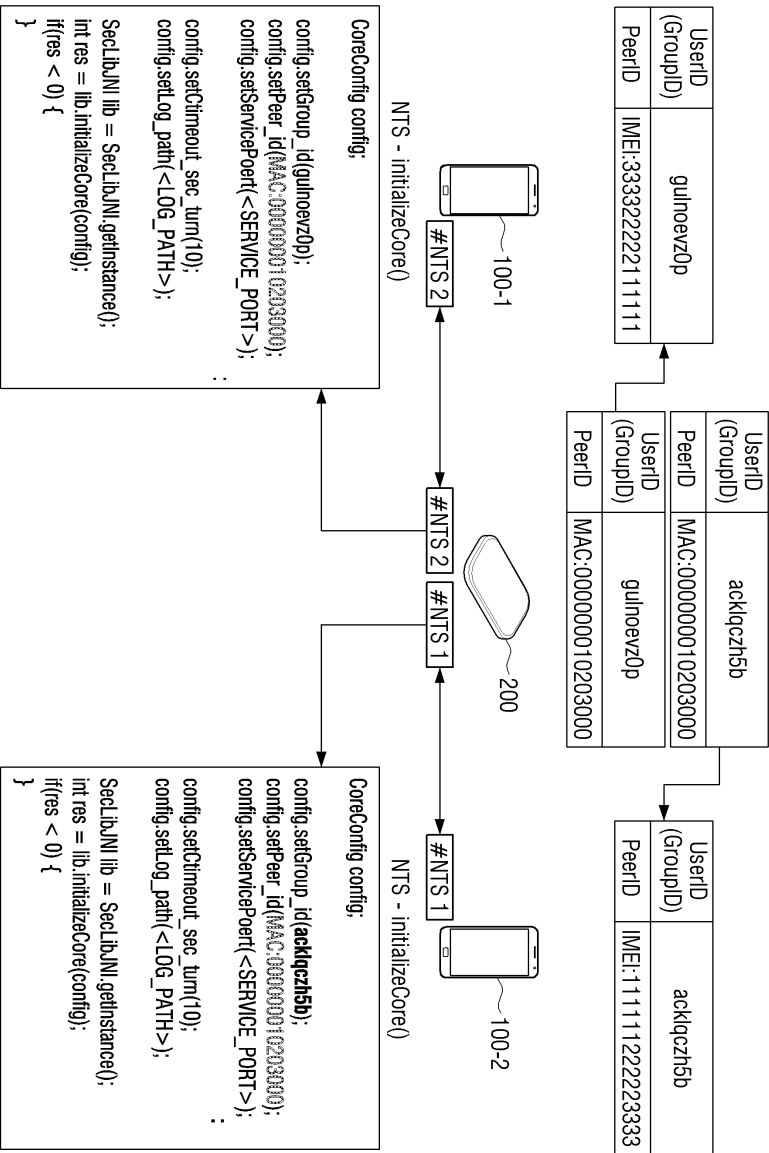 UserID
(GroupID)
gulnoevz0p
PeerID
IMEI:333322222111111
UserID
(GroupID)
acklqczh5b
PeerID
MAC:000000010203000
UserID
(GroupID)
gulnoevz0p
PeerID
MAC:000000010203000
UserID
(GroupID)
acklqczh5b
PeerID
IMEI:111111222223333
100-1
200
100-2
#NTS 2
#NTS 2
#NTS 1
#NTS 1
NTS - initializeCore()
CoreConfig config;
config.setGroup_id(gulnoevz0p);
config.setPeer_id(MAC:000000010203000);
config.setServicePoert(<SERVICE_PORT>);
:
config.setCtimeout_sec_turn(10);
config.setLog_path(<LOG_PATH>);
SecLibJNI lib = SecLibJNI.getInstance();
int res = lib.initializeCore(config);
if(res < 0) {
}
NTS - initializeCore()
CoreConfig config;
config.setGroup_id(acklqczh5b);
config.setPeer_id(MAC:000000010203000);
config.setServicePoert(<SERVICE_PORT>);
:
config.setCtimeout_sec_turn(10);
config.setLog_path(<LOG_PATH>);
SecLibJNI lib = SecLibJNI.getInstance();
int res = lib.initializeCore(config);
if(res < 0) {
}